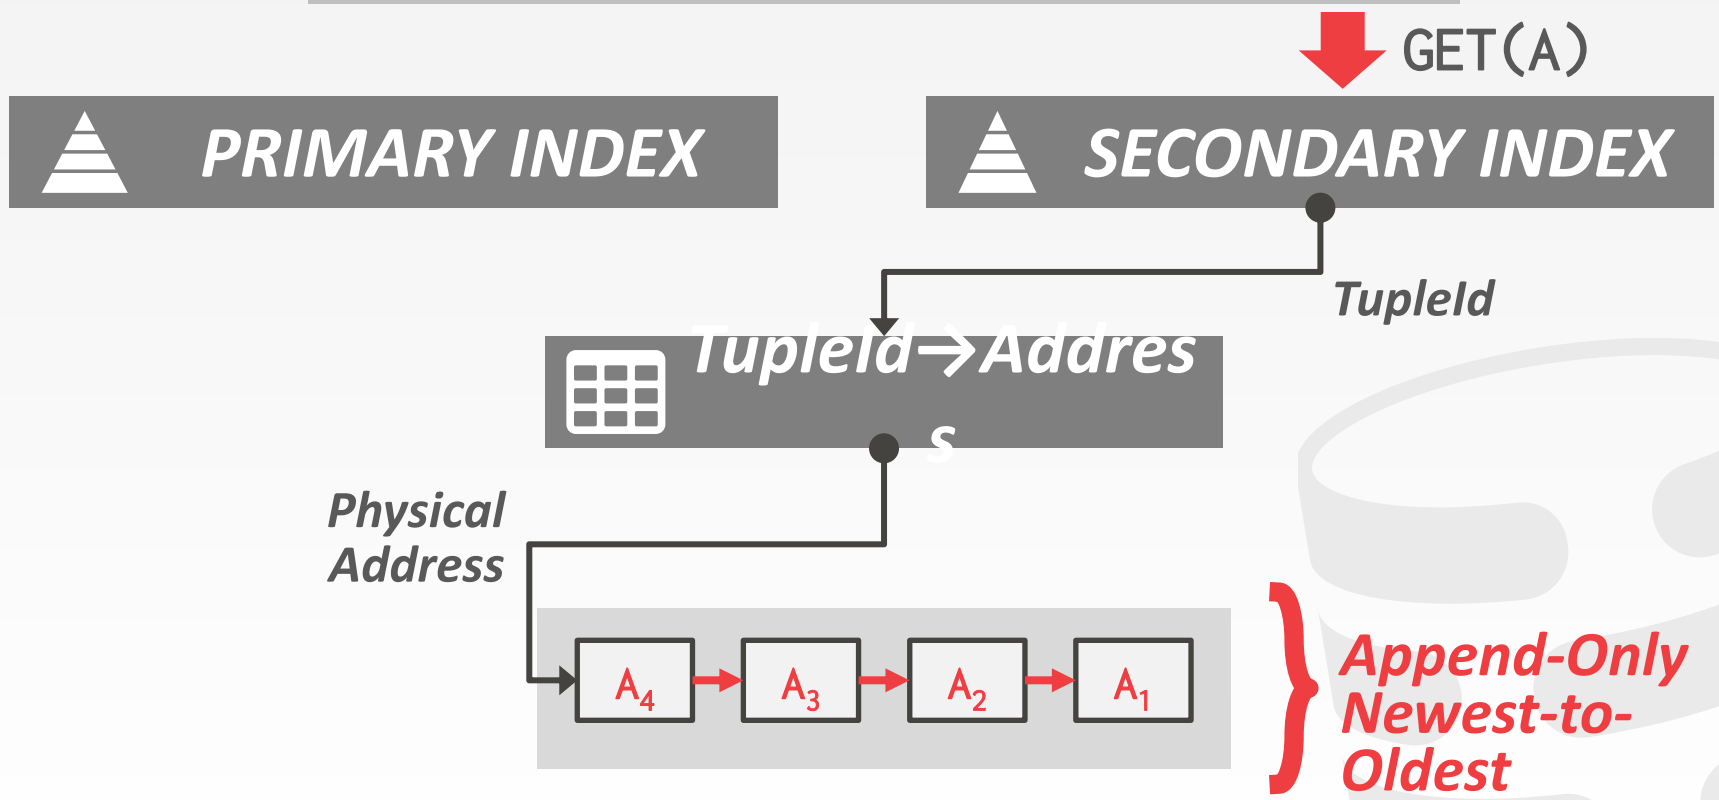 GET(A)
PRIMARY INDEX
SECONDARY INDEX
TupleId
TupleId→Addres
s
Physical
Address
A4
A3
A2
A1
Append-Only
Newest-to-
Oldest